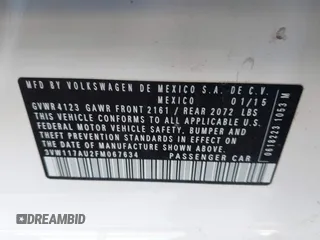 MFD BY VOLKSWAGEN DE MEXICO S.A. DE C.V.
MEXICO 01/15
GVWR 4123 GAWR FRONT 2161 / REAR 2072 LBS
THIS VEHICLE CONFORMS TO ALL APPLICABLE U.S.
FEDERAL MOTOR VEHICLE SAFETY, BUMPER AND
THEFT PREVENTION STANDARDS IN EFFECT ON
THE DATE OF MANUFACTURE SHOWN ABOVE
3VW117AU2FM067634 PASSENGER CAR
0618223 1053 M
DREAMBID